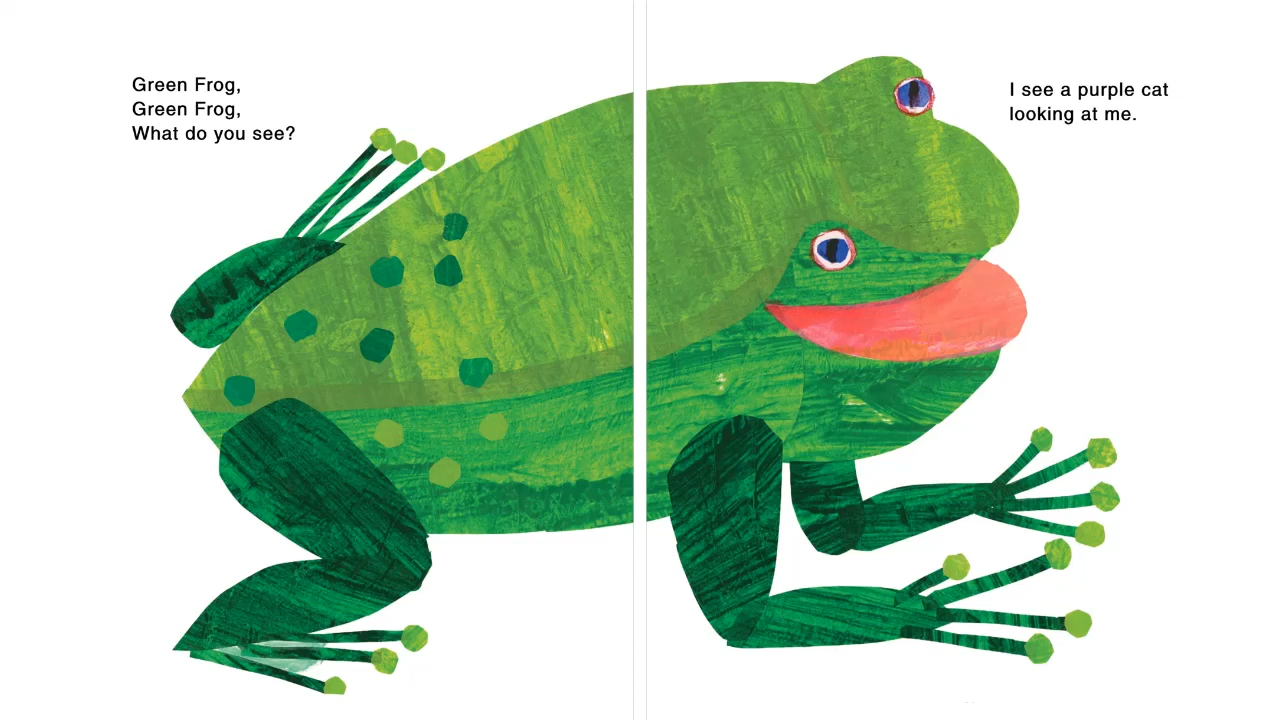 Green Frog,
Green Frog,
What do you see?
I see a purple cat
looking at me.